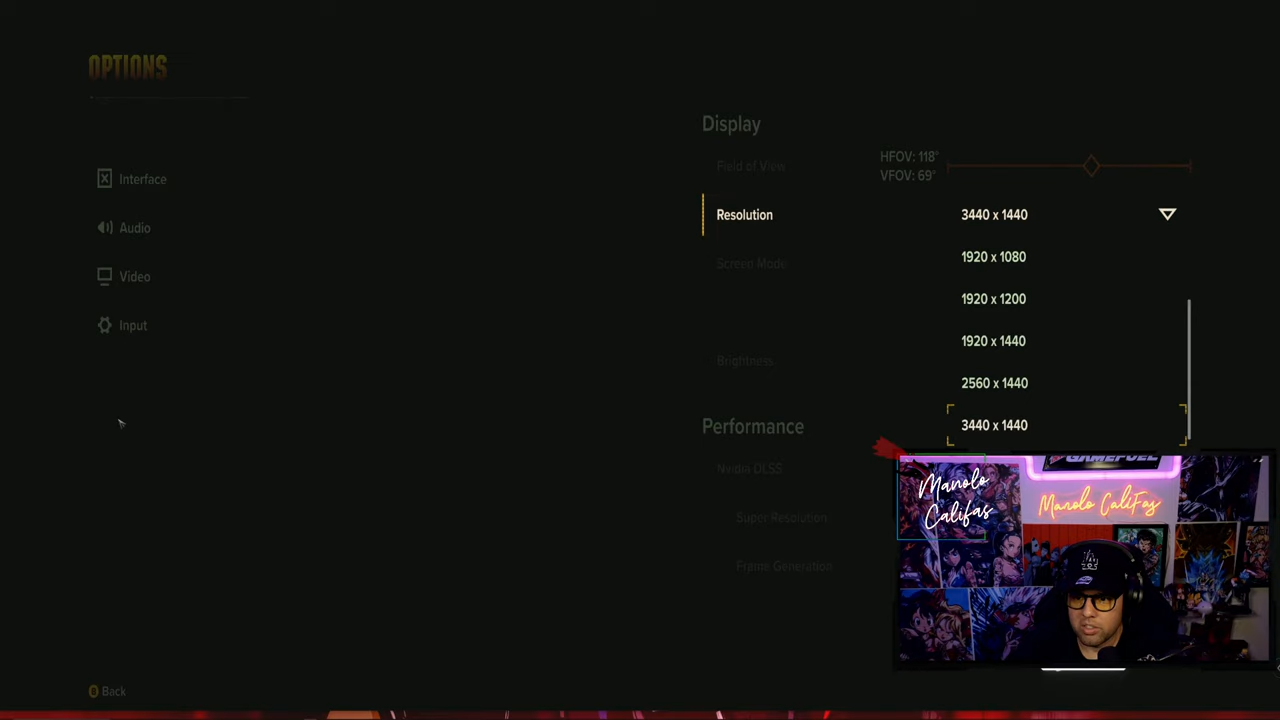 OPTIONS
Interface
Audio
Video
Input
Display
Field of View
HFOV: 118°
VFOV: 69°
Resolution
3440 x 1440
1920 x 1080
1920 x 1200
1920 x 1440
2560 x 1440
3440 x 1440
Screen Mode
Brightness
Performance
Nvidia DLSS
Super Resolution
Frame Generation
GAMEFUEL
Manolo
Califas
Manolo CaliFas
LA
B Back